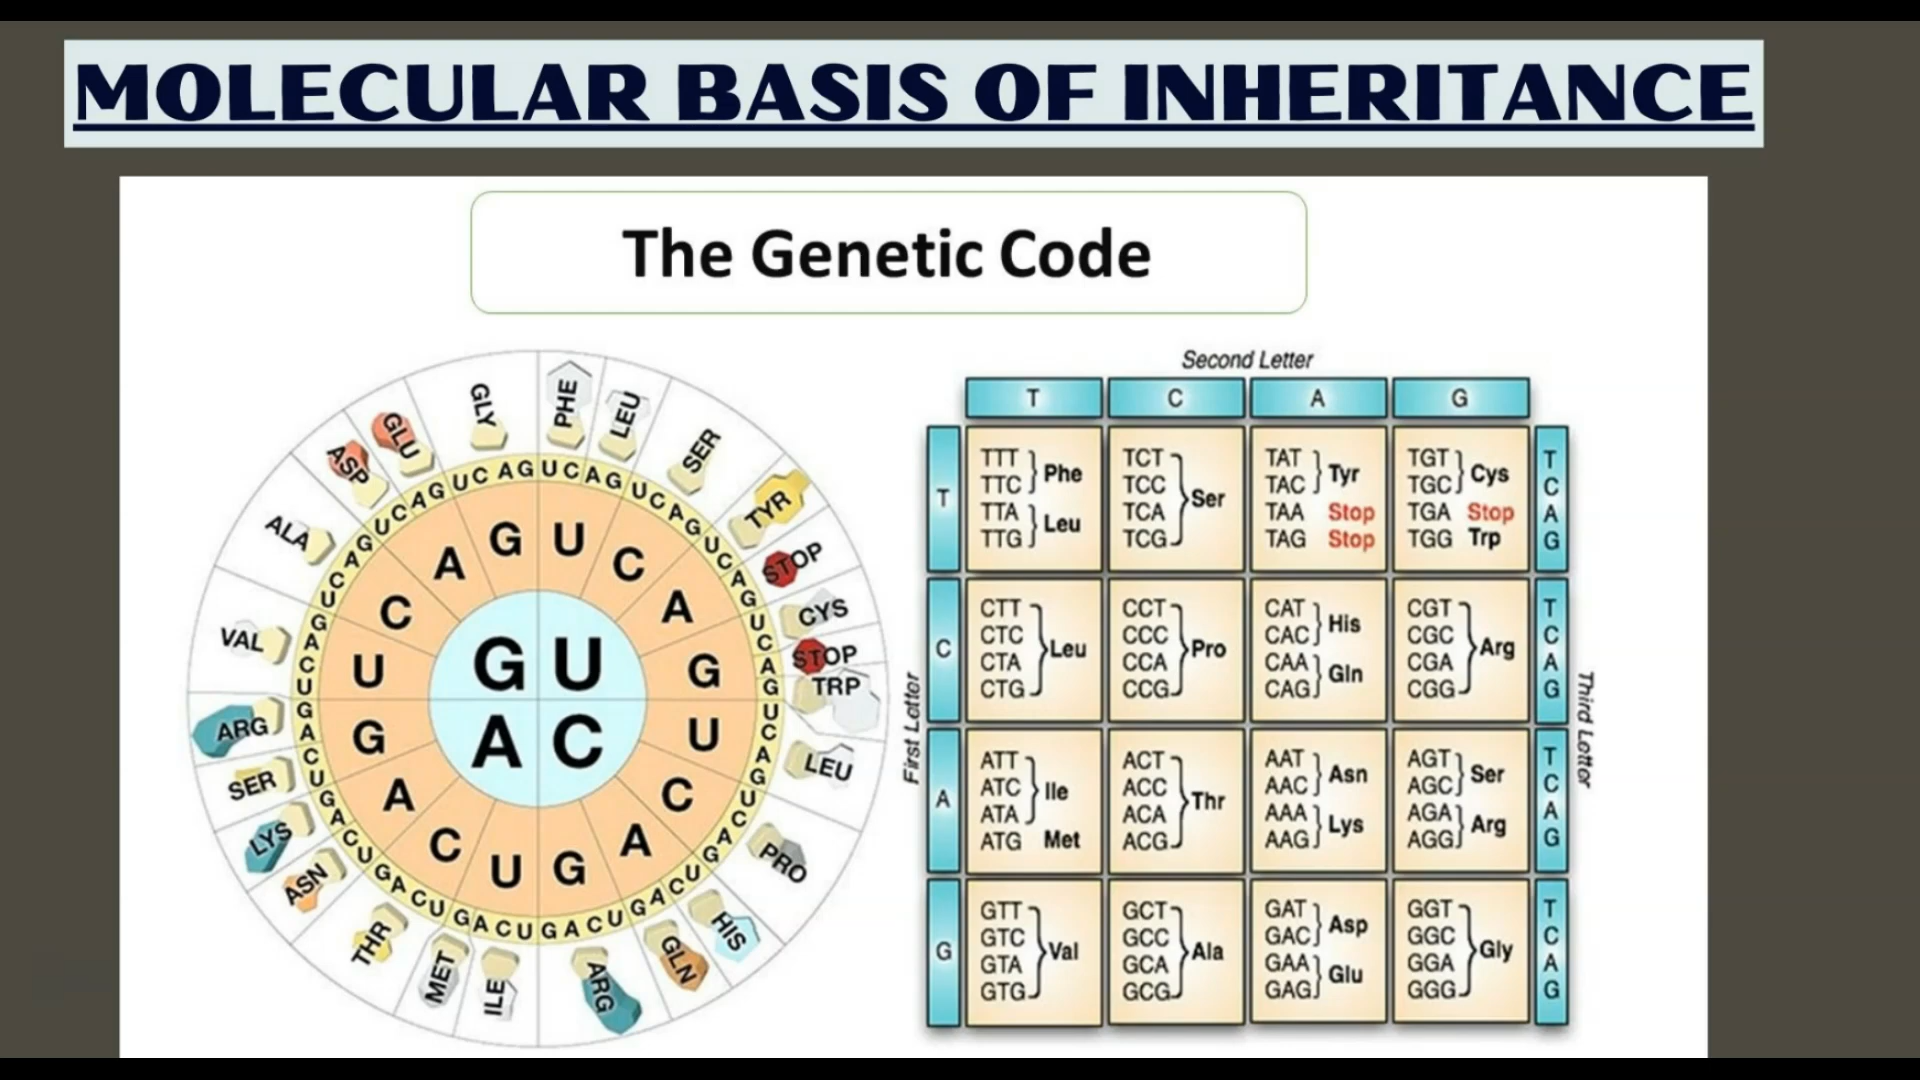 MOLECULAR BASIS OF INHERITANCE
The Genetic Code
GLY
PHE
LEU
SER
TYR
STOP
CYS
STOP
TRP
LEU
PRO
HIS
GLN
ARG
ILE
MET
THR
ASN
LYS
SER
ARG
VAL
ALA
ASP
GLU
UCAGUCAGUCAGUCAGUCAGUCAGUCAGUCAGUCAGUCAGUCAGUCAGUCAGUCAGUCAGUCAG
U C A G U C A G U C A G U C A G
G U
A C
Second Letter
T C A G
First Letter
Third Letter
T
TTT TCT TAT TGT T
Phe Tyr Cys
TTC TCC TAC TGC C
Ser
TTA TCA TAA Stop TGA Stop A
Leu
TTG TCG TAG Stop TGG Trp G
C
CTT CCT CAT CGT T
His
CTC CCC CAC CGC C
Leu Pro Arg
CTA CCA CAA CGA A
Gln
CTG CCG CAG CGG G
A
ATT ACT AAT AGT T
Asn Ser
ATC ACC AAC AGC C
Ile Thr
ATA ACA AAA AGA A
Lys Arg
ATG Met ACG AAG AGG G
G
GTT GCT GAT GGT T
Asp
GTC GCC GAC GGC C
Val Ala Gly
GTA GCA GAA GGA A
Glu
GTG GCG GAG GGG G